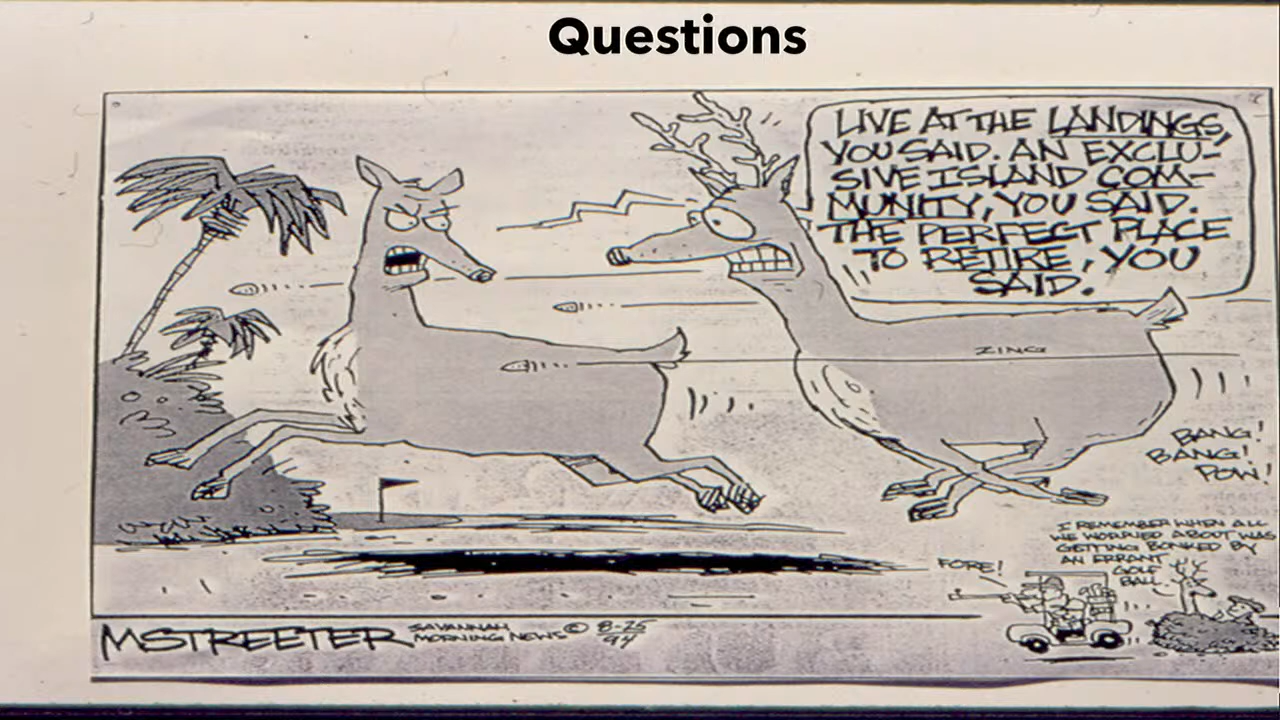 Questions
LIVE AT THE LANDINGS,
YOU SAID. AN EXCLU-
SIVE ISLAND COM-
MUNITY, YOU SAID.
THE PERFECT PLACE
TO RETIRE, YOU
SAID.
ZING
BANG!
BANG!
POW!
I REMEMBER WHEN ALL
WE WORRIED ABOUT WAS
GETTING BONKED BY
AN ERRANT
GOLF
BALL.
FORE!
MSTREETER
SAVANNAH
MORNING NEWS
© 8-25
94